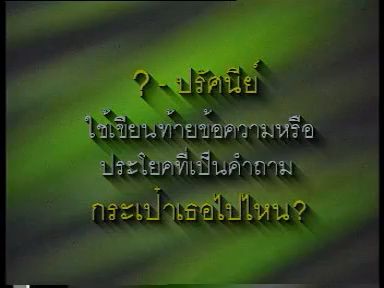 ? - ปรัศนีย์
ใช้เขียนท้ายข้อความหรือ
ประโยคที่เป็นคำถาม
กระเป๋าเธอไปไหน?